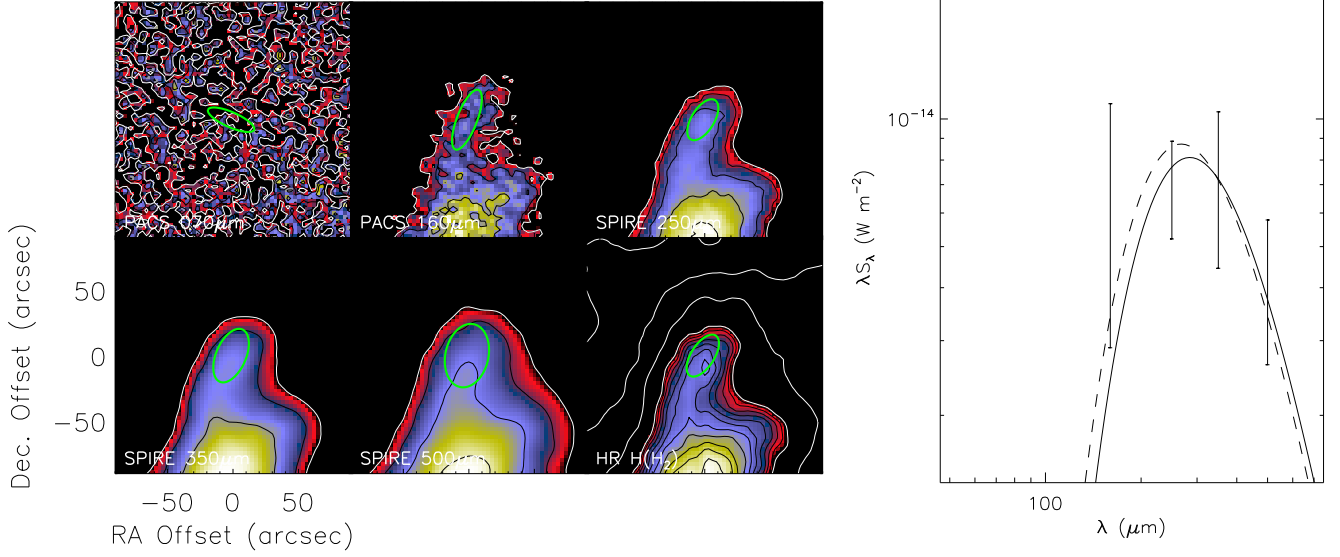 PACS 070μm
PACS 160μm
SPIRE 250μm
SPIRE 350μm
SPIRE 500μm
HR H(H₂)
50
0
−50
Dec. Offset (arcsec)
−50 0 50
RA Offset (arcsec)
10⁻¹⁴
λS_λ (W m⁻²)
100
λ (μm)